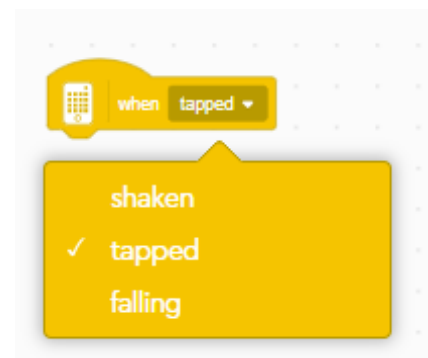 when tapped
shaken
✓ tapped
falling